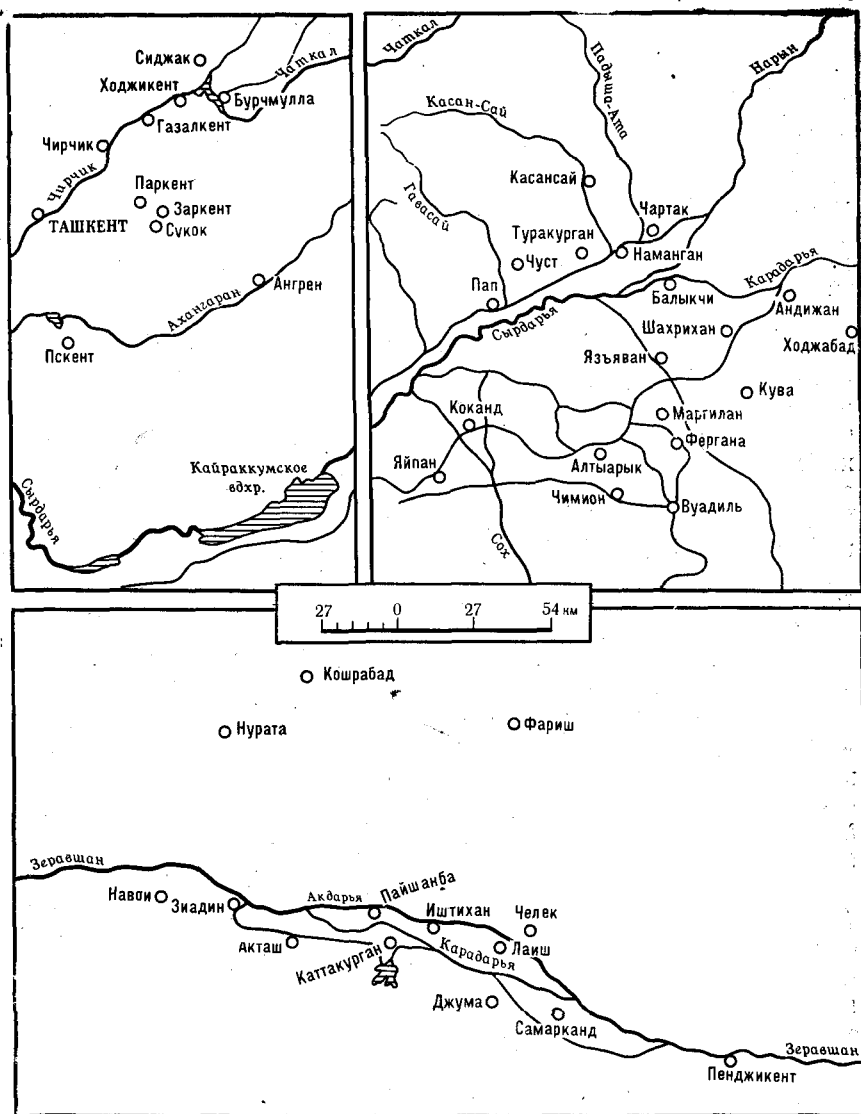 Сиджак
Чаткал
Ходжикент
Бурчмулла
Газалкент
Чирчик
Чирчик
Паркент
Заркент
ТАШКЕНТ
Сукок
Ангрен
Ахангаран
Пскент
Кайраккумское
вдхр.
Сырдарья
Чаткал
Падыша-Ата
Нарын
Касан-Сай
Касансай
Гавасай
Чартак
Туракурган
Чуст
Наманган
Карадарья
Пап
Балыкчи
Андижан
Сырдарья
Шахрихан
Ходжабад
Язъяван
Кува
Коканд
Маргилан
Фергана
Яйпан
Алтыарык
Чимион
Вуадиль
Сох
27 0 27 54 км
Кошрабад
Нурата
Фариш
Зеравшан
Навои
Зиадин
Акдарья
Пайшанба
Иштихан
Челек
Акташ
Каттакурган
Карадарья
Лаиш
Джума
Самарканд
Зеравшан
Пенджикент